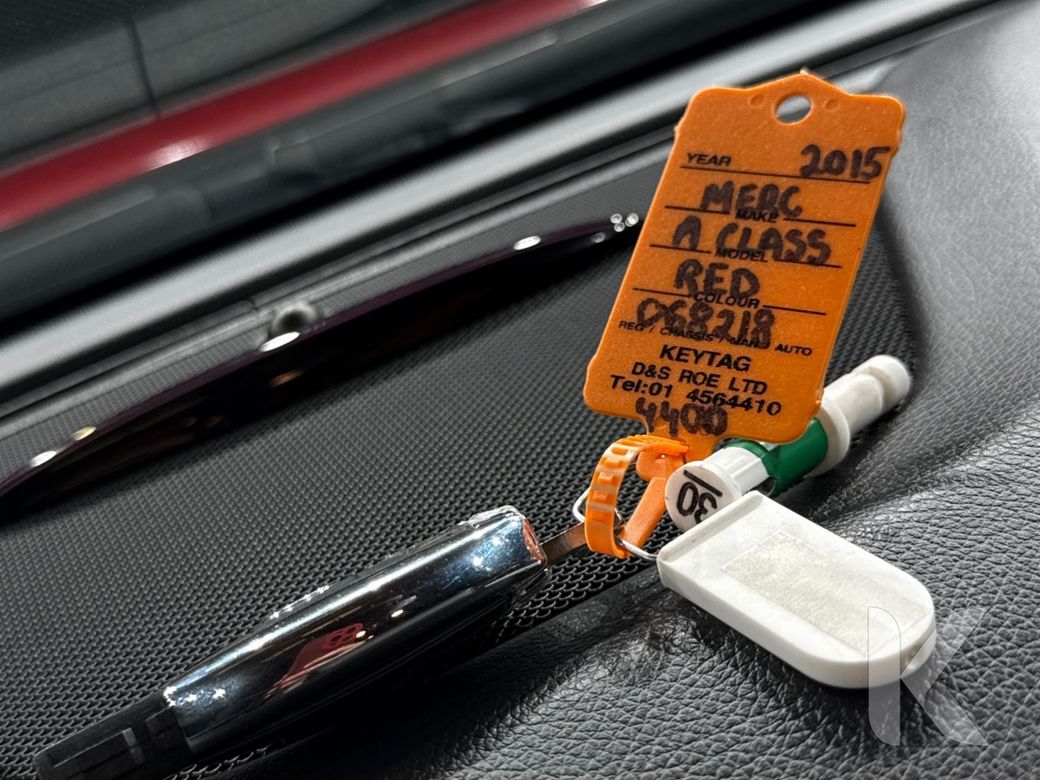 YEAR 2015
MERC
MAKE
A CLASS
MODEL
RED
COLOUR
068218
REG / CHASSIS / MAN / AUTO
KEYTAG
D&S ROE LTD
Tel:01 4564410
4400
30
K